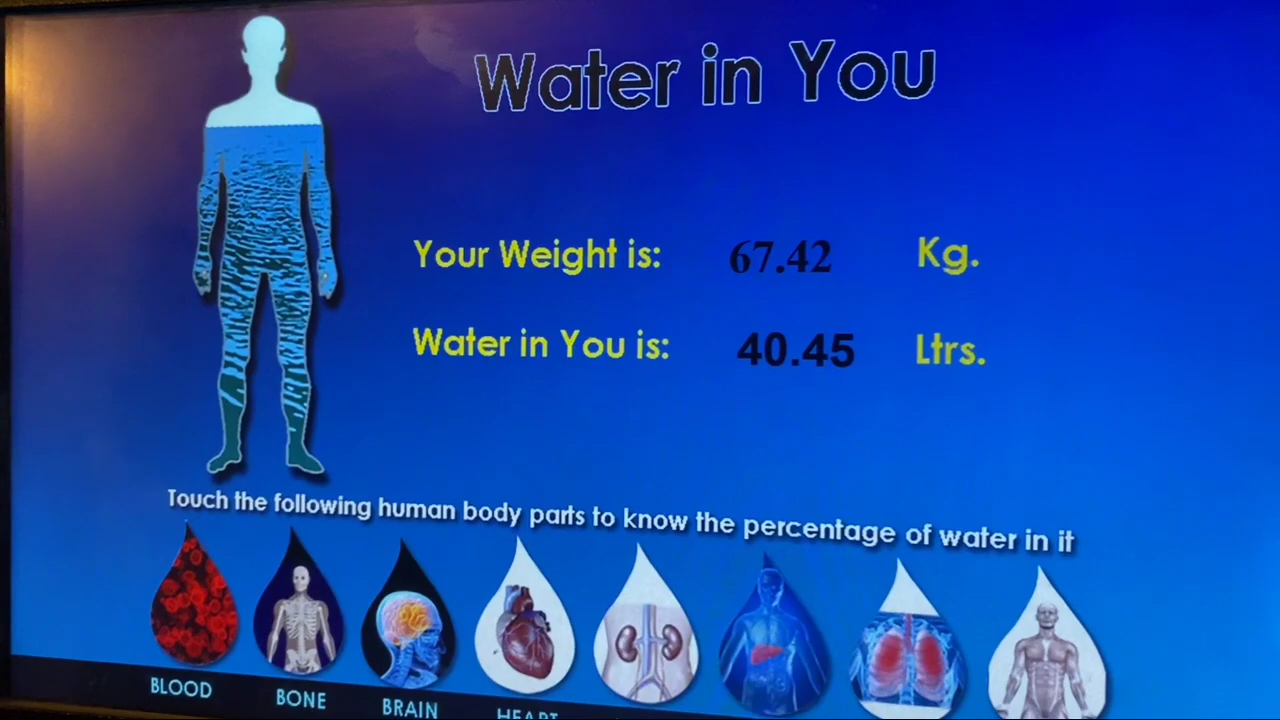 Water in You
Your Weight is: 67.42 Kg.
Water in You is: 40.45 Ltrs.
Touch the following human body parts to know the percentage of water in it
BLOOD BONE BRAIN HEART